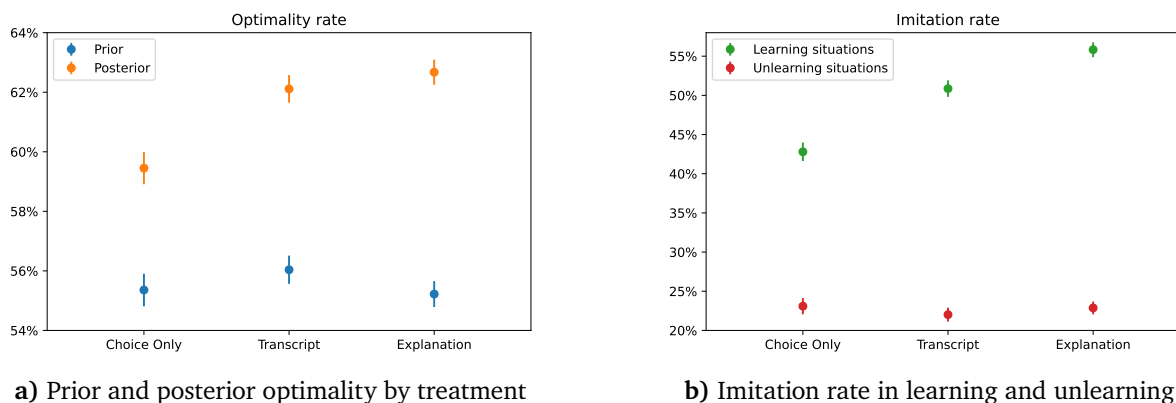 Optimality rate
64%
62%
60%
58%
56%
54%
Prior
Posterior
Choice Only
Transcript
Explanation
a) Prior and posterior optimality by treatment
Imitation rate
55%
50%
45%
40%
35%
30%
25%
20%
Learning situations
Unlearning situations
Choice Only
Transcript
Explanation
b) Imitation rate in learning and unlearning